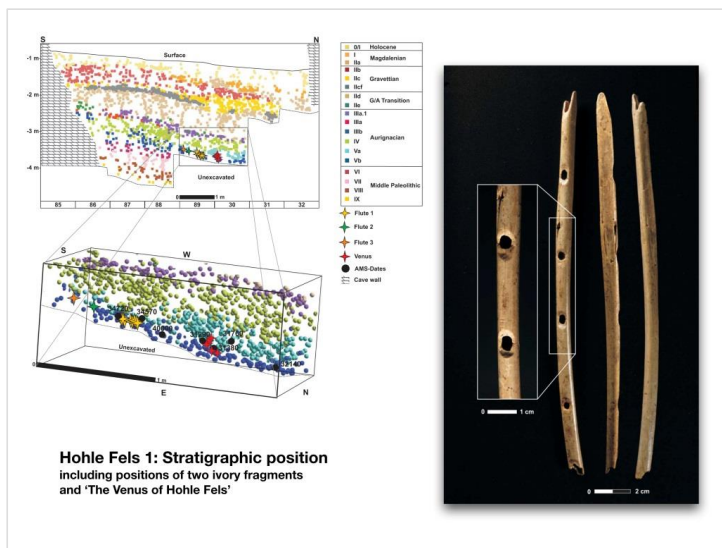 S
N
Surface
-1 m
-2 m
-3 m
-4 m
Unexcavated
0
1 m
85 86 87 88 89 30 31 32
0/I Holocene
I
Magdalenian
IIa
IIb
IIc Gravettian
IIcf
IId
G/A Transition
IIe
IIIa.1
IIIa
IIIb
Aurignacian
IV
Va
Vb
VI
VII
Middle Paleolithic
VIII
IX
Flute 1
Flute 2
Flute 3
Venus
AMS-Dates
Cave wall
S
W
Unexcavated
0
1 m
E
N
Hohle Fels 1: Stratigraphic position
including positions of two ivory fragments
and ‘The Venus of Hohle Fels’
0 1 cm
0 2 cm